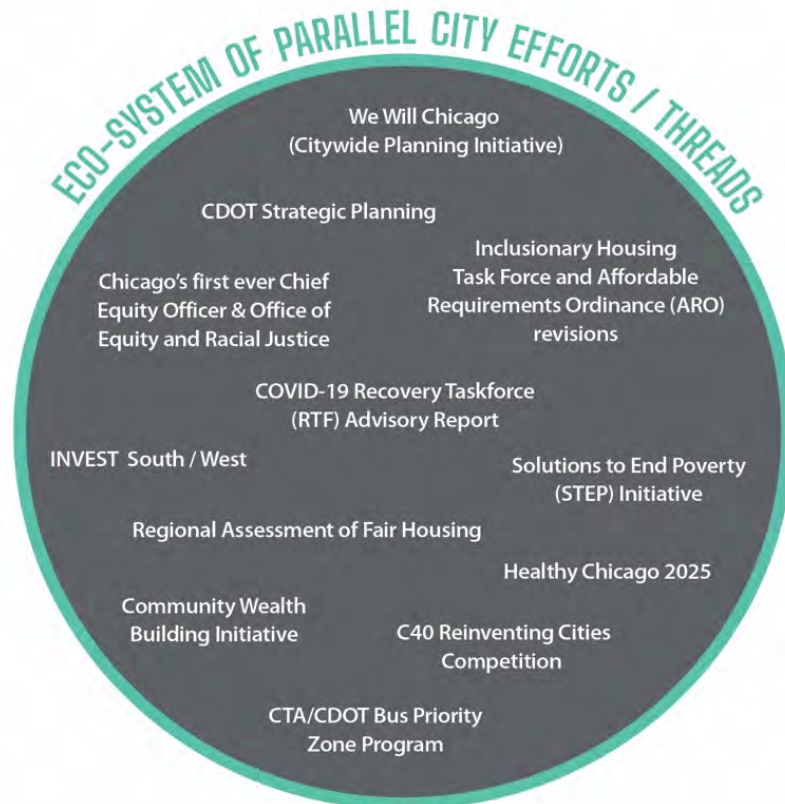 ECO-SYSTEM OF PARALLEL CITY EFFORTS / THREADS
We Will Chicago
(Citywide Planning Initiative)
CDOT Strategic Planning
Inclusionary Housing
Task Force and Affordable
Requirements Ordinance (ARO)
revisions
Chicago's first ever Chief
Equity Officer & Office of
Equity and Racial Justice
COVID-19 Recovery Taskforce
(RTF) Advisory Report
INVEST South / West
Solutions to End Poverty
(STEP) Initiative
Regional Assessment of Fair Housing
Healthy Chicago 2025
Community Wealth
Building Initiative
C40 Reinventing Cities
Competition
CTA/CDOT Bus Priority
Zone Program